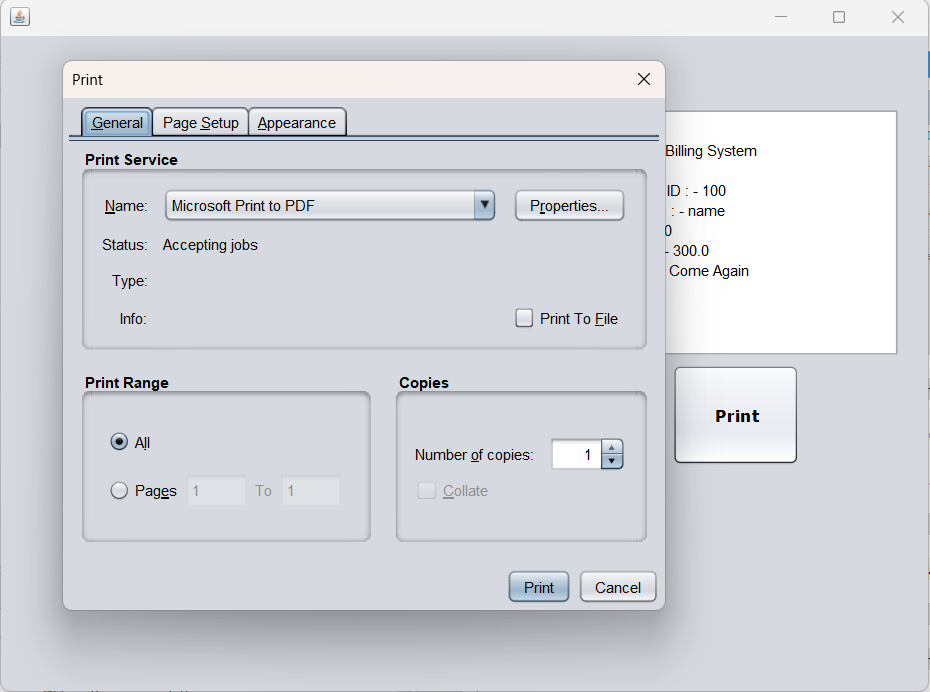 Print
General Page Setup Appearance
Print Service
Name: Microsoft Print to PDF Properties...
Status: Accepting jobs
Type:
Info:
Print To File
Print Range
All
Pages 1 To 1
Copies
Number of copies: 1
Collate
Print Cancel
Billing System
ID : - 100
: - name
0
- 300.0
Come Again
Print